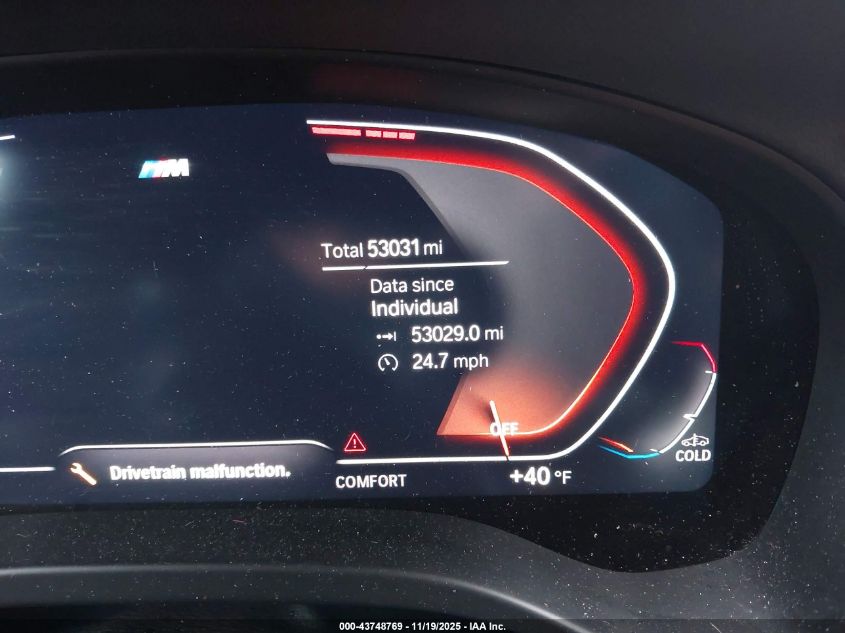 M
Total 53031 mi
Data since
Individual
53029.0 mi
24.7 mph
OFF
Drivetrain malfunction.
COMFORT
+40 °F
COLD
000-43748769 - 11/19/2025 - IAA Inc.